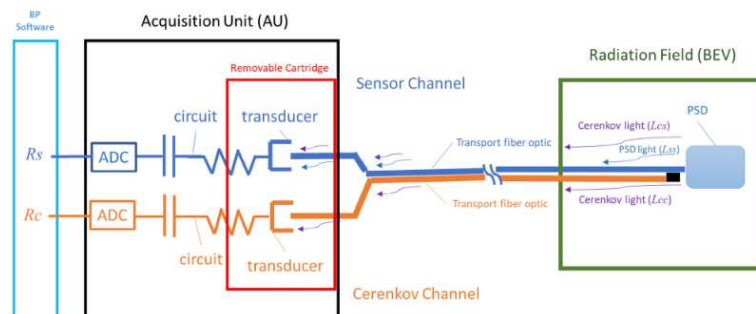 BP
Software
Acquisition Unit (AU)
Radiation Field (BEV)
Removable Cartridge
Sensor Channel
circuit
transducer
Cerenkov light (Lcs)
PSD
Rs
ADC
Transport fiber optic
PSD light (Lss)
Rc
ADC
Transport fiber optic
Cerenkov light (Lcc)
circuit
transducer
Cerenkov Channel